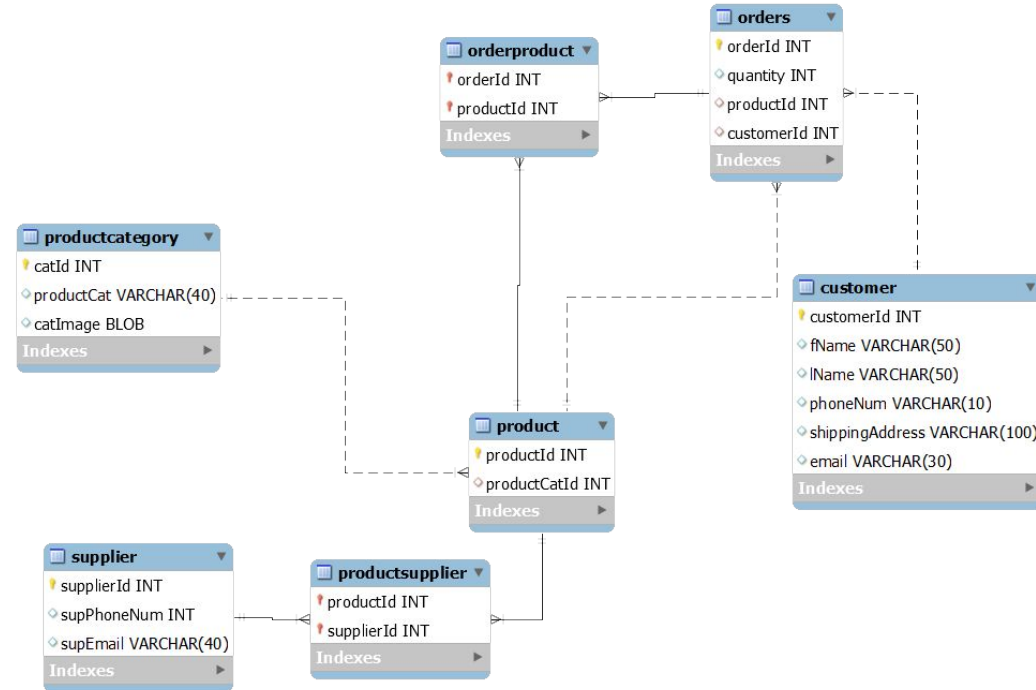 orders
orderId INT
quantity INT
productId INT
customerId INT
Indexes
orderproduct
orderId INT
productId INT
Indexes
productcategory
catId INT
productCat VARCHAR(40)
catImage BLOB
Indexes
customer
customerId INT
fName VARCHAR(50)
lName VARCHAR(50)
phoneNum VARCHAR(10)
shippingAddress VARCHAR(100)
email VARCHAR(30)
Indexes
product
productId INT
productCatId INT
Indexes
supplier
supplierId INT
supPhoneNum INT
supEmail VARCHAR(40)
Indexes
productsupplier
productId INT
supplierId INT
Indexes